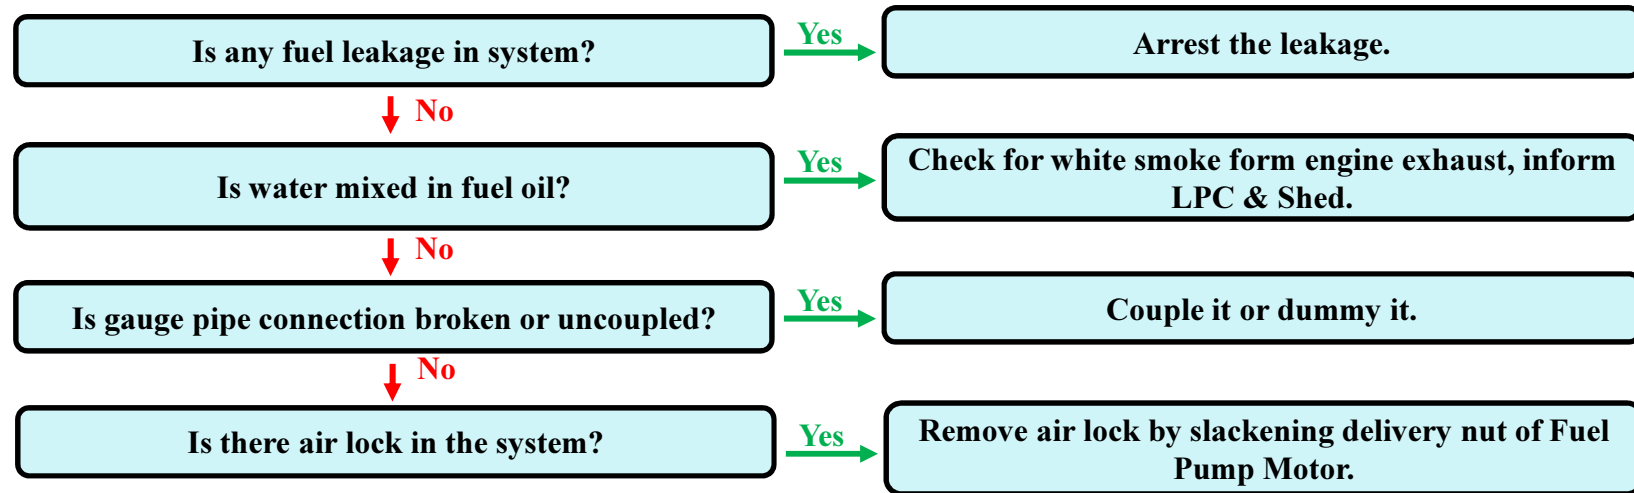 Is any fuel leakage in system?
Yes
Arrest the leakage.
No
Is water mixed in fuel oil?
Yes
Check for white smoke form engine exhaust, inform
LPC & Shed.
No
Is gauge pipe connection broken or uncoupled?
Yes
Couple it or dummy it.
No
Is there air lock in the system?
Yes
Remove air lock by slackening delivery nut of Fuel
Pump Motor.